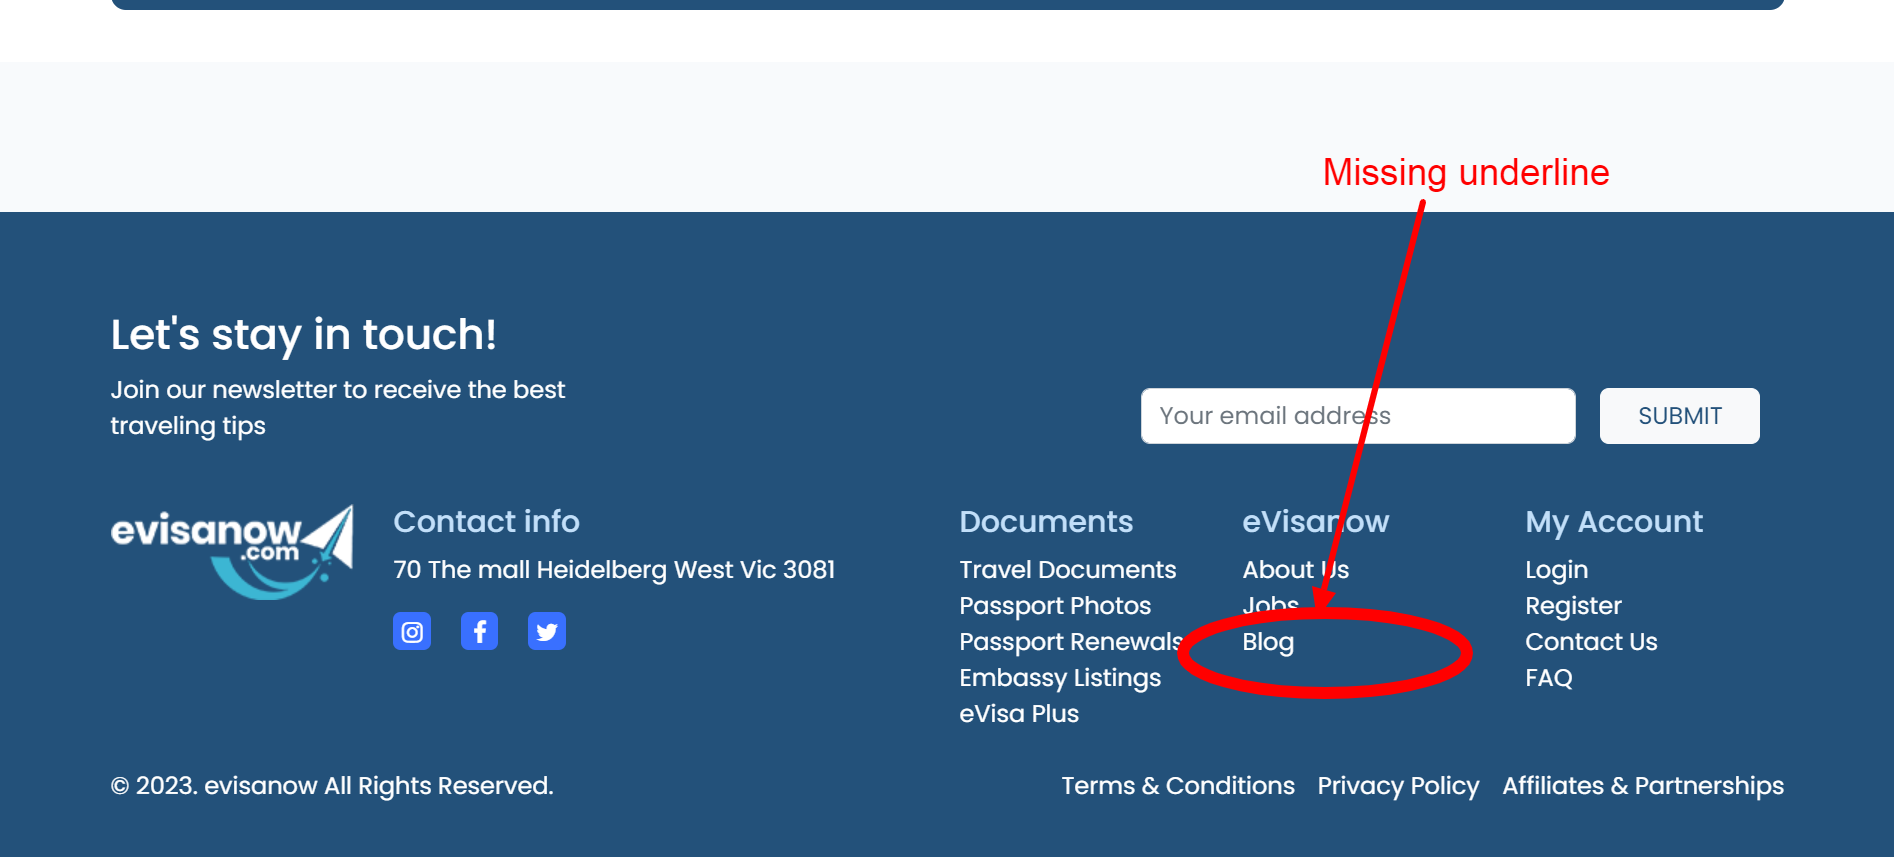 Missing underline
Let's stay in touch!
Join our newsletter to receive the best
traveling tips
Your email address
SUBMIT
evisanow
.com
Contact info
70 The mall Heidelberg West Vic 3081
Documents
Travel Documents
Passport Photos
Passport Renewals
Embassy Listings
eVisa Plus
eVisanow
About Us
Jobs
Blog
My Account
Login
Register
Contact Us
FAQ
© 2023. evisanow All Rights Reserved.
Terms & Conditions Privacy Policy Affiliates & Partnerships